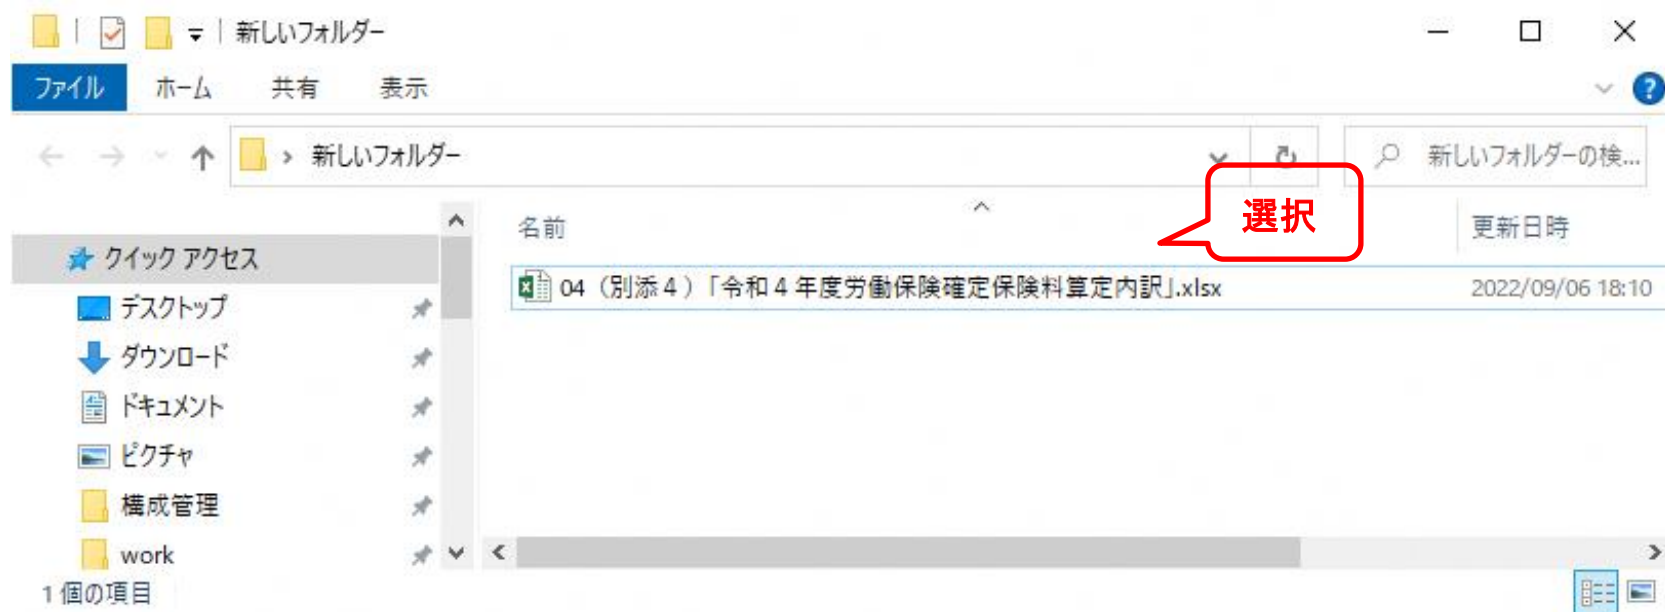 新しいフォルダー
ファイル ホーム 共有 表示
新しいフォルダー
新しいフォルダーの検...
選択
名前 更新日時
クイック アクセス
04（別添４）「令和４年度労働保険確定保険料算定内訳」.xlsx 2022/09/06 18:10
デスクトップ
ダウンロード
ドキュメント
ピクチャ
構成管理
work
1 個の項目